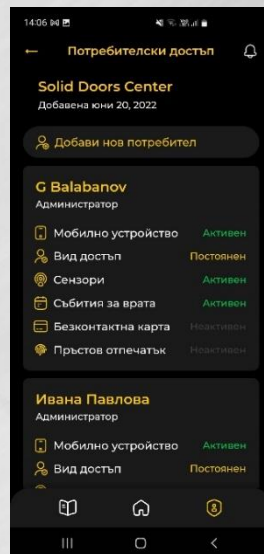 14:06
Потребителски достъп
Solid Doors Center
Добавена юни 20, 2022
Добави нов потребител
G Balabanov
Администратор
Мобилно устройство Активен
Вид достъп Постоянен
Сензори Активен
Събития за врата Активен
Безконтактна карта Неактивен
Пръстов отпечатък Неактивен
Ивана Павлова
Администратор
Мобилно устройство Активен
Вид достъп Постоянен